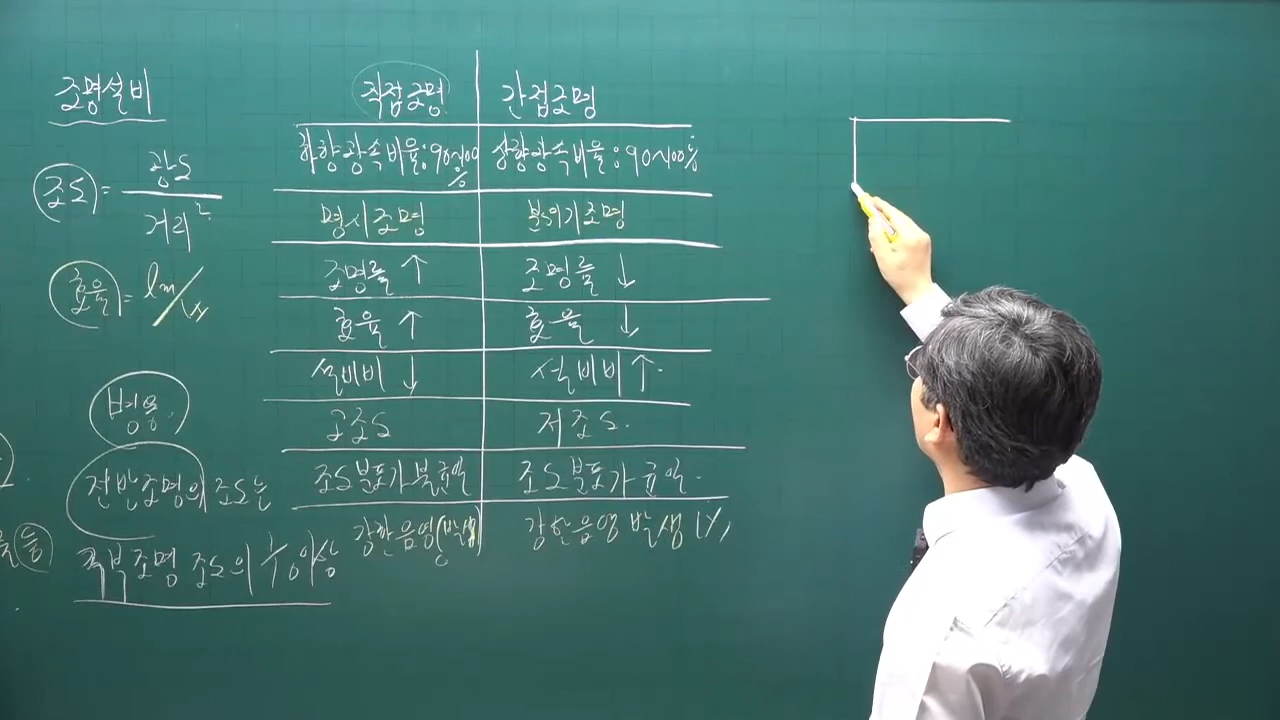 조명설비
조도 = 광도 / 거리²
효율 = lm/W
병용
전반조명의 조도는
국부조명 조도의 1/10 이상
직접조명 간접조명
하향광속비율: 90~100% 상향광속비율: 90~100%
명시조명 분위기조명
조명률 ↑ 조명률 ↓
효율 ↑ 효율 ↓
설비비 ↓ 설비비 ↑
고조도 저조도
조도분포가 불균일 조도분포가 균일
강한음영(발생) 강한음영 발생